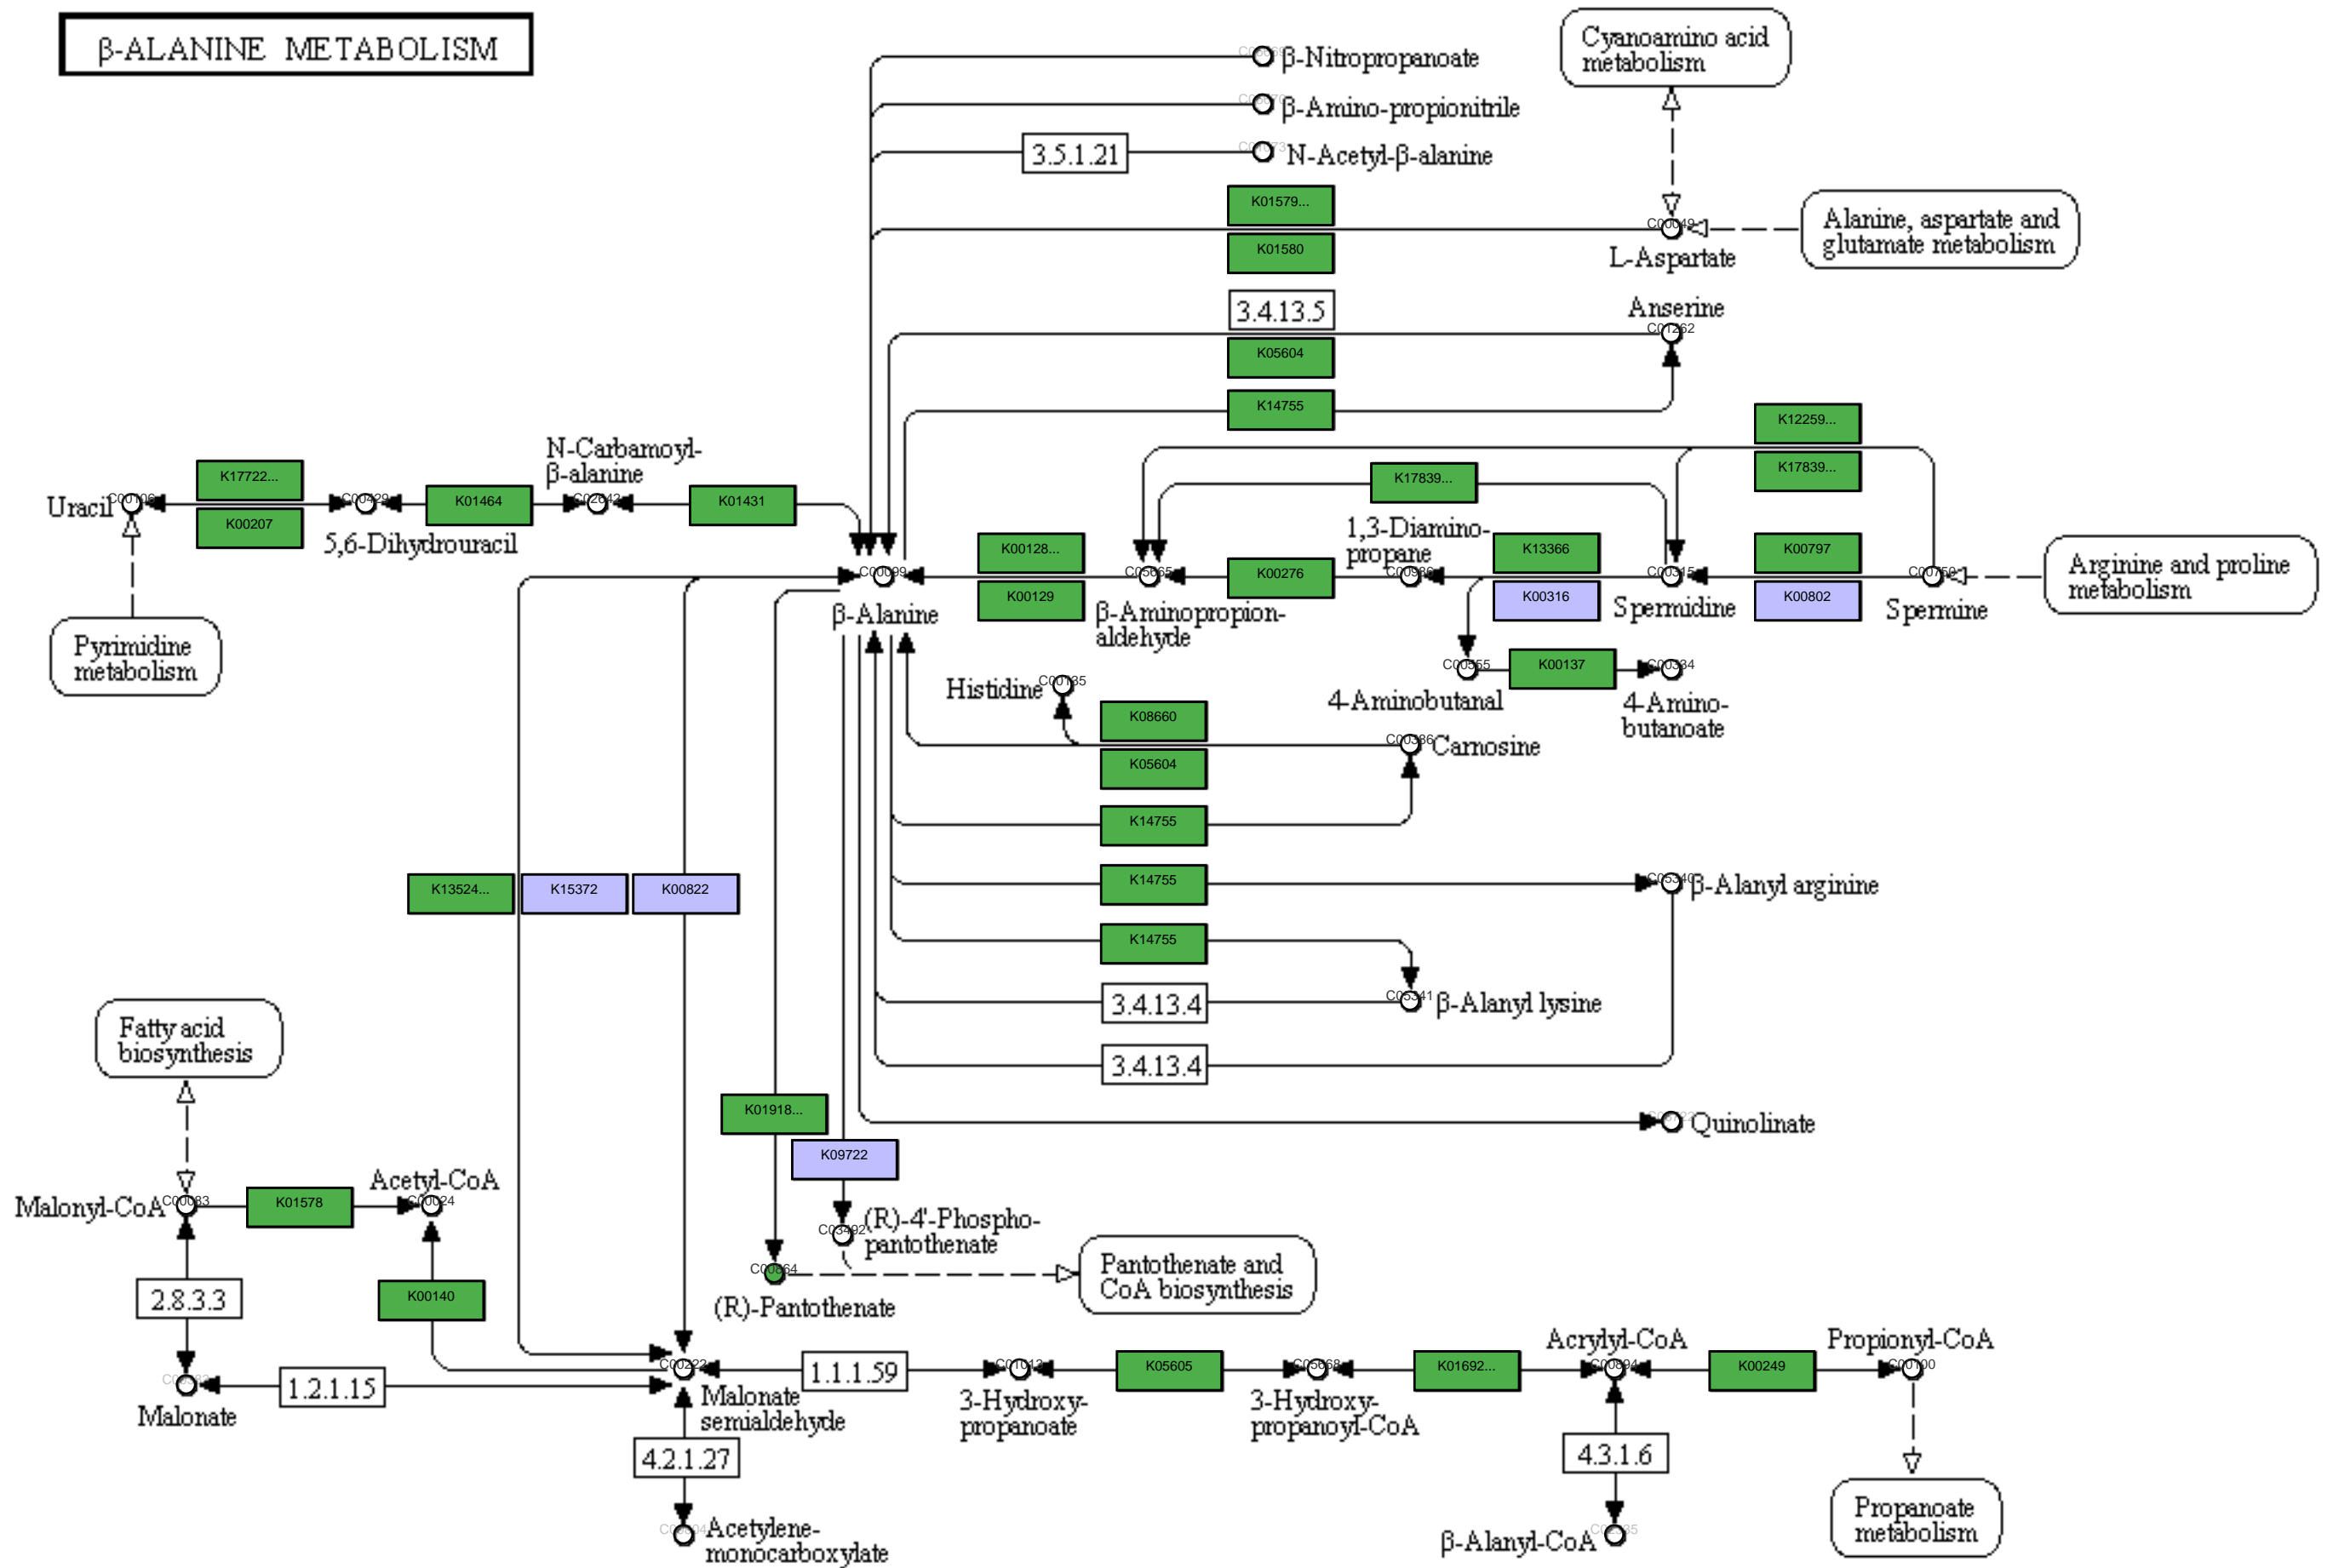 β-ALANINE METABOLISM
β-Nitropropanoate
β-Amino-propionitrile
3.5.1.21
N-Acetyl-β-alanine
Cyanoamino acid
metabolism
K01579...
K01580
C00049
L-Aspartate
Alanine, aspartate and
glutamate metabolism
3.4.13.5
K05604
Anserine
C01262
K14755
K12259...
K17839...
K17839...
N-Carbamoyl-
β-alanine
Uracil
C00106
K17722...
K00207
C00429
5,6-Dihydrouracil
K01464
C02642
K01431
Pyrimidine
metabolism
C00099
β-Alanine
K00128...
K00129
C05665
β-Aminopropion-
aldehyde
K00276
1,3-Diamino-
propane
C00986
K13366
K00316
C00315
Spermidine
K00797
K00802
C00750
Spermine
Arginine and proline
metabolism
C00555
4-Aminobutanal
K00137
C00334
4-Amino-
butanoate
Histidine
C00135
K08660
K05604
C00386
Carnosine
K14755
K13524...
K15372
K00822
K14755
C05340
β-Alanyl arginine
K14755
3.4.13.4
C05341
β-Alanyl lysine
3.4.13.4
Fatty acid
biosynthesis
K01918...
K09722
Quinolinate
Malonyl-CoA
C00083
K01578
Acetyl-CoA
C00024
C03492
(R)-4'-Phospho-
pantothenate
C00864
(R)-Pantothenate
Pantothenate and
CoA biosynthesis
2.8.3.3
K00140
Malonate
1.2.1.15
C00222
Malonate
semialdehyde
1.1.1.59
C01013
3-Hydroxy-
propanoate
K05605
C05668
3-Hydroxy-
propanoyl-CoA
K01692...
Acrylyl-CoA
C00894
K00249
Propionyl-CoA
C00100
4.2.1.27
Acetylene-
monocarboxylate
4.3.1.6
β-Alanyl-CoA
Propanoate
metabolism